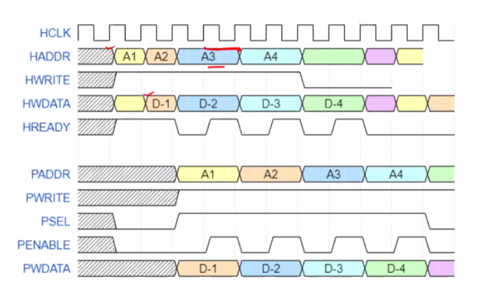 HCLK
HADDR A1 A2 A3 A4
HWRITE
HWDATA D-1 D-2 D-3 D-4
HREADY
PADDR A1 A2 A3 A4
PWRITE
PSEL
PENABLE
PWDATA D-1 D-2 D-3 D-4